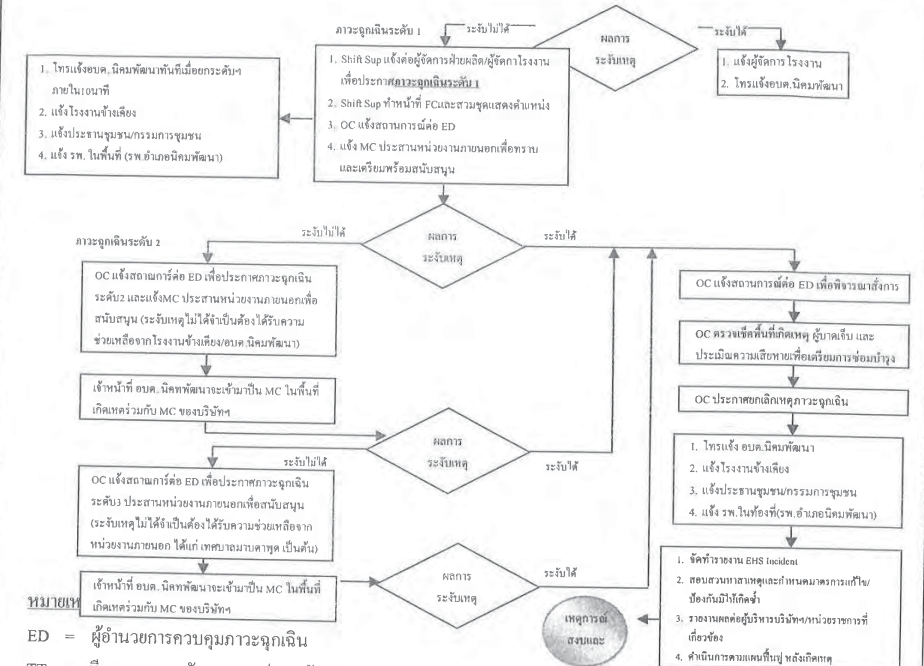 ผลการ
ระงับเหตุ
ระงับไม่ได้
ระงับได้
ภาวะฉุกเฉินระดับ 1
1. แจ้งผู้จัดการโรงงาน
2. โทรแจ้งอบต.นิคมพัฒนา
1. Shift Sup แจ้งต่อผู้จัดการฝ่ายผลิต/ผู้จัดกาโรงงาน
เพื่อประกาศภาวะฉุกเฉินระดับ 1
2. Shift Sup ทำหน้าที่ FCและสวมชุดแสดงตำแหน่ง
3. OC แจ้งสถานการณ์ต่อ ED
4. แจ้ง MC ประสานหน่วยงานภายนอกเพื่อทราบ
และเตรียมพร้อมสนับสนุน
1. โทรแจ้งอบต. นิคมพัฒนาทันทีเมื่อยกระดับฯ
ภายใน10นาที
2. แจ้งโรงงานข้างเคียง
3. แจ้งประธานชุมชน/กรรมการชุมชน
4. แจ้ง รพ. ในพื้นที่ (รพ.อำเภอนิคมพัฒนา)
ผลการ
ระงับเหตุ
ระงับไม่ได้
ระงับได้
ภาวะฉุกเฉินระดับ 2
OC แจ้งสถาณการ์ต่อ ED เพื่อประกาศภาวะฉุกเฉิน
ระดับ2 และแจ้งMC ประสานหน่วยงานภายนอกเพื่อ
สนับสนุน (ระงับเหตุไม่ได้จำเป็นต้องได้รับความ
ช่วยเหลือจากโรงงานข้างเคียง/อบต.นิคมพัฒนา)
เจ้าหน้าที่ อบต. นิคทพัฒนาจะเข้ามาป็น MC ในพื้นที่
เกิดเหตุร่วมกับ MC ของบริษัทฯ
ผลการ
ระงับเหตุ
ระงับไม่ได้
ระงับได้
OC แจ้งสถาณการ์ต่อ ED เพื่อประกาศภาวะฉุกเฉิน
ระดับ3 ประสานหน่วยงานภายนอกเพื่อสนับสนุน
(ระงับเหตุไม่ได้จำเป็นต้องได้รับความช่วยเหลือจาก
หน่วยงานภายนอก ได้แก่ เทศบาลมาบตาพุด เป็นต้น)
เจ้าหน้าที่ อบต. นิคทพัฒนาจะเข้ามาป็น MC ในพื้นที่
เกิดเหตุร่วมกับ MC ของบริษัทฯ
ผลการ
ระงับเหตุ
ระงับได้
OC แจ้งสถานการณ์ต่อ ED เพื่อพิจารณาสั่งการ
OC ตรวจเช็คพื้นที่เกิดเหตุ ผู้บาดเจ็บ และ
ประเมิณความเสียหายเพื่อเตรียมการซ่อมบำรุง
OC ประกาศยกเลิกเหตุภาวะฉุกเฉิน
1. โทรแจ้ง อบต.นิคมพัฒนา
2. แจ้งโรงงานข้างเคียง
3. แจ้งประธานชุมชน/กรรมการชุมชน
4. แจ้ง รพ.ในท้องที่(รพ.อำเภอนิคมพัฒนา)
1. จัดทำรายงาน EHS Incident
2. สอบสวนหาสาเหตุและกำหนดมาตรการแก้ไข/
ป้องกันมิให้เกิดซ้ำ
3. รายงานผลต่อผู้บริหารบริษัทฯ/หน่วยราชการที่
เกี่ยวข้อง
4. ดำเนินการตามแผนฟื้นฟู หลังเกิดเหตุ
เหตุการณ์
สงบและ
หมายเห
ED = ผู้อำนวยการควบคุมภาวะฉุกเฉิน